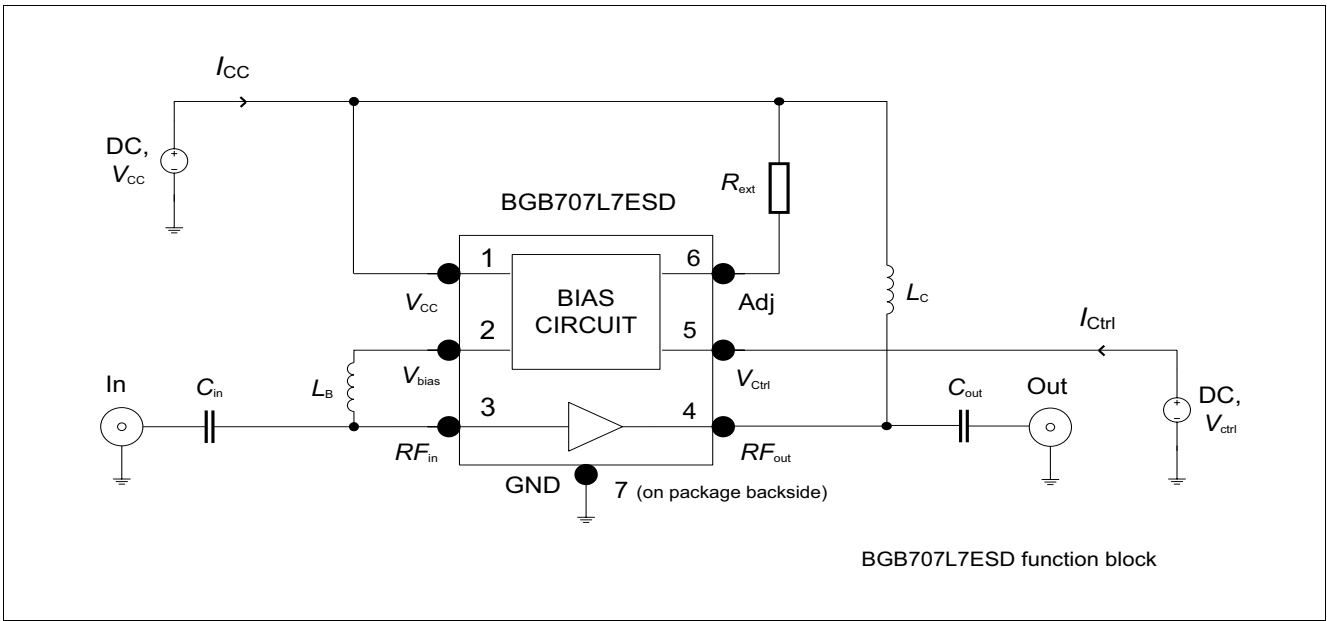 ICC
DC,
VCC
Rext
BGB707L7ESD
1
6
VCC
BIAS
CIRCUIT
Adj
LC
2
5
ICtrl
Vbias
VCtrl
In
Cin
LB
Cout
Out
DC,
Vctrl
3
4
RFin
RFout
GND
7 (on package backside)
BGB707L7ESD function block